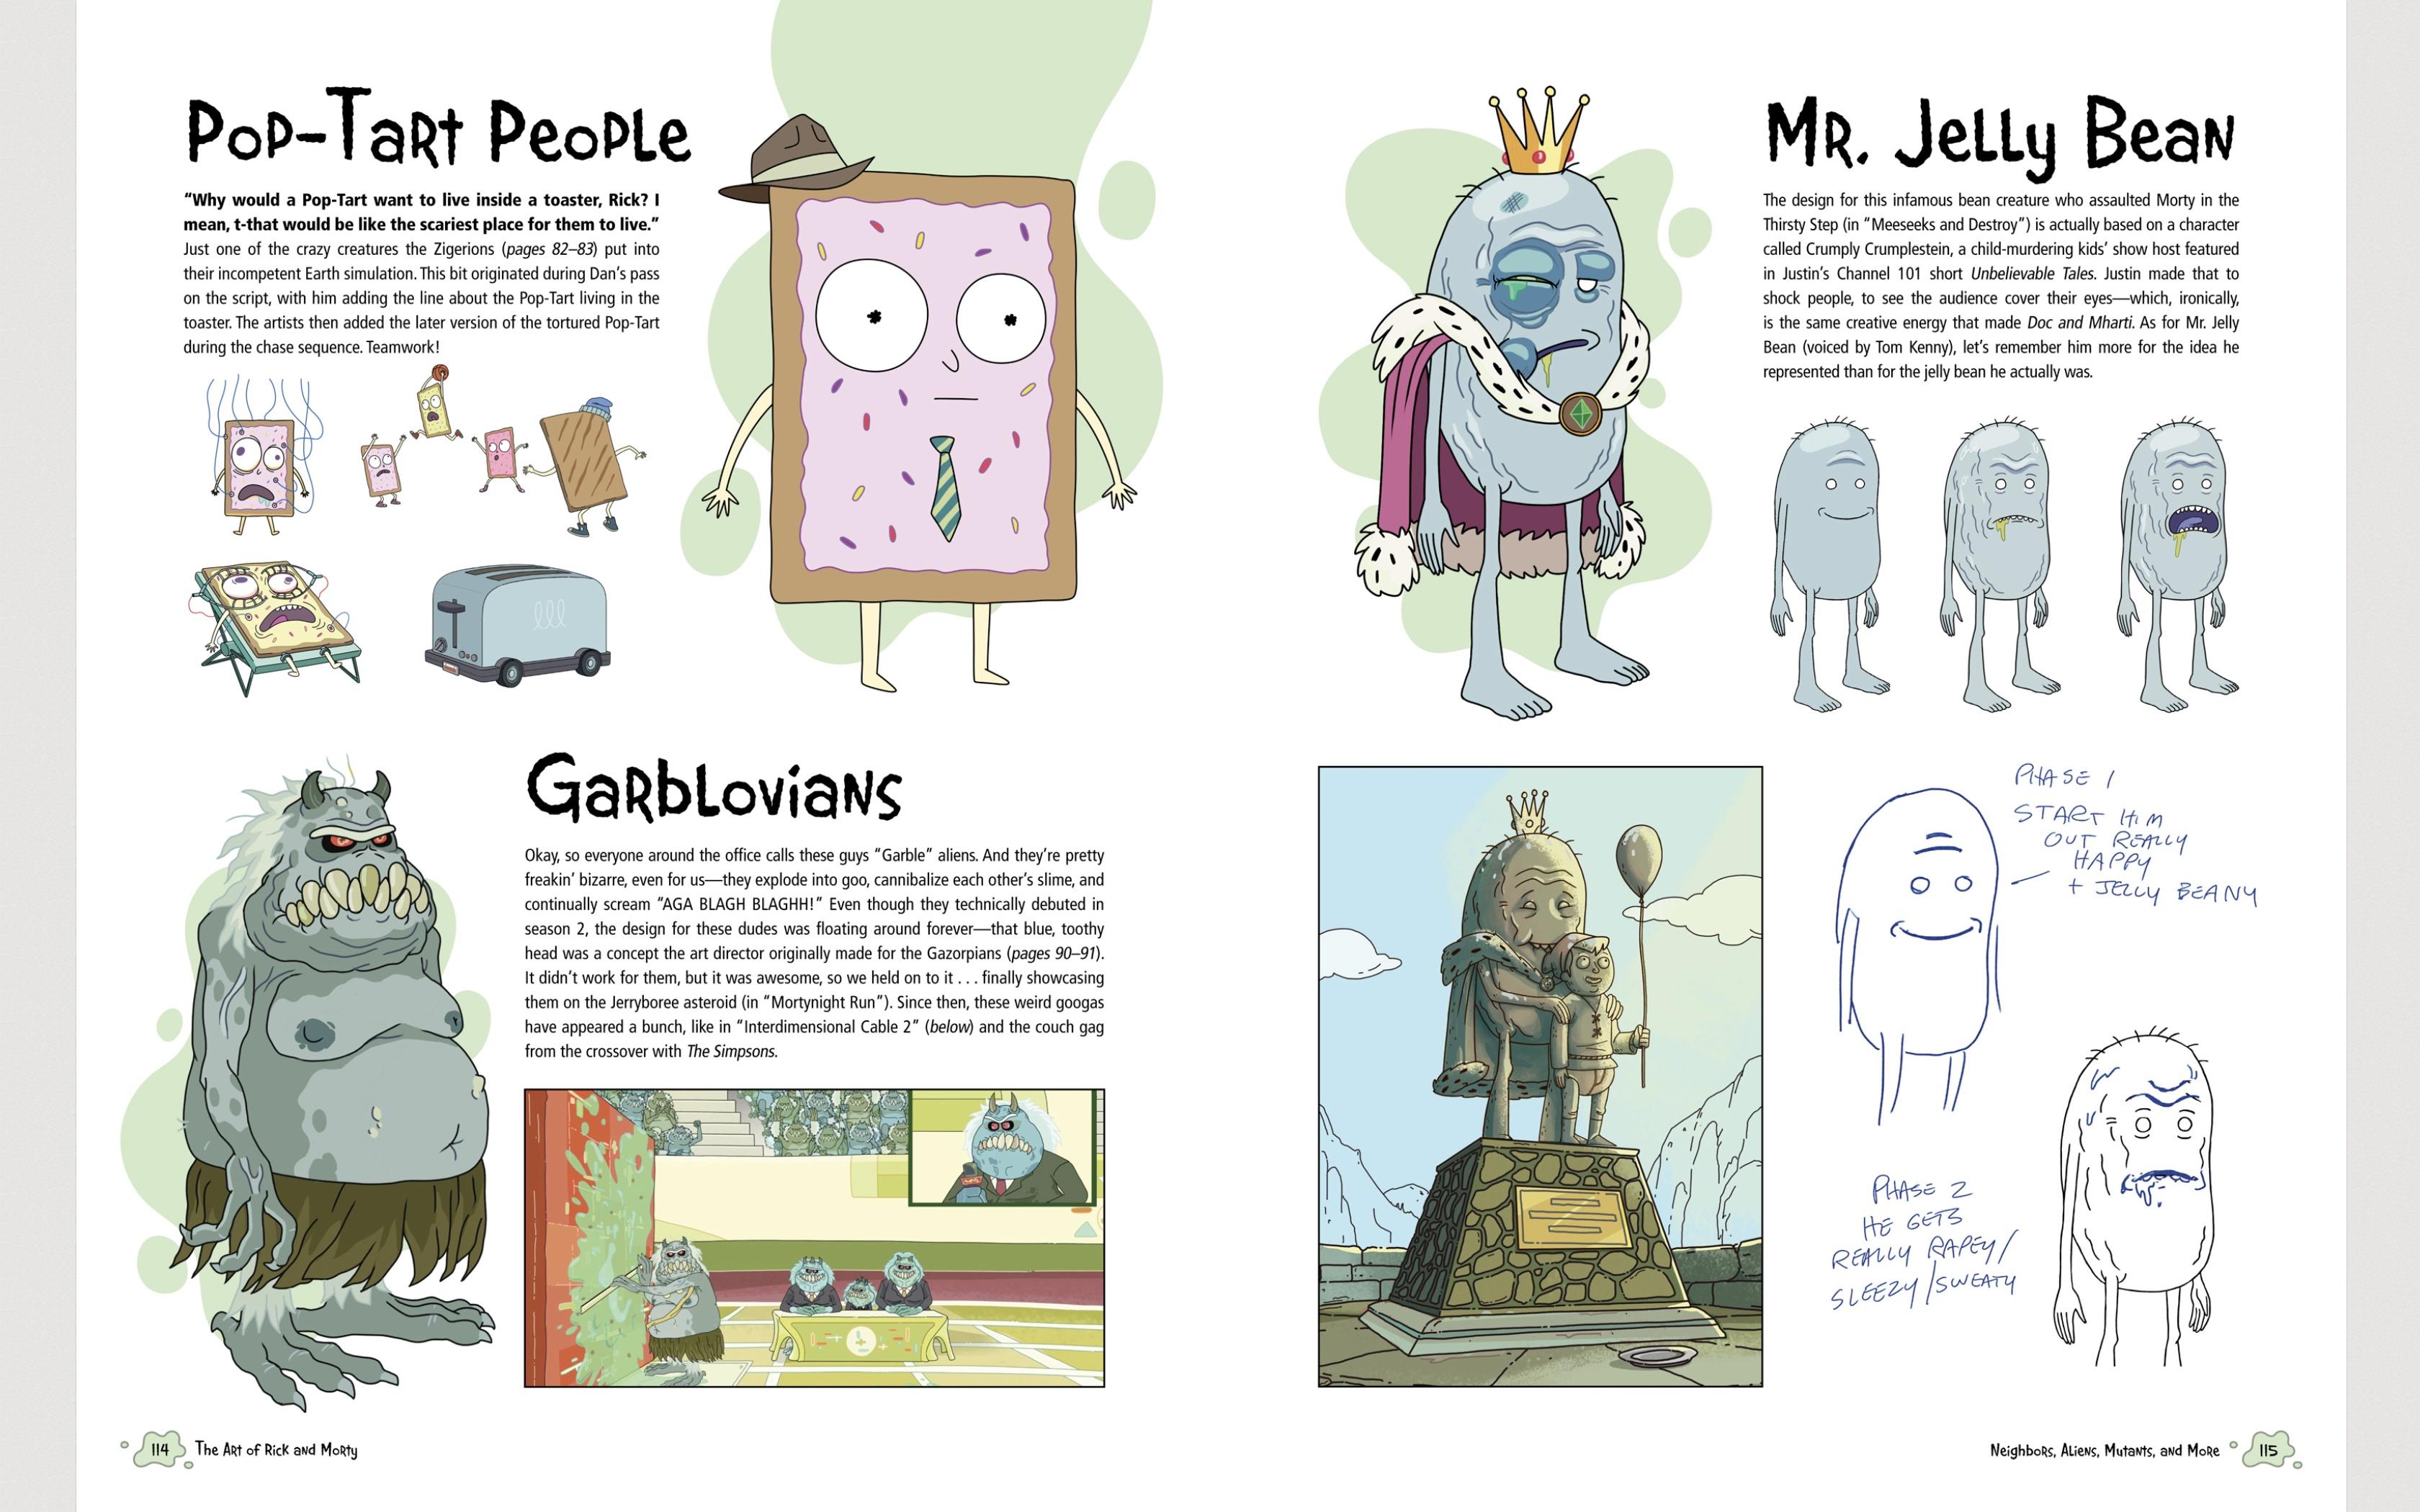 Pop-Tart People
“Why would a Pop-Tart want to live inside a toaster, Rick? I
mean, t-that would be like the scariest place for them to live.”
Just one of the crazy creatures the Zigerions (pages 82–83) put into
their incompetent Earth simulation. This bit originated during Dan’s pass
on the script, with him adding the line about the Pop-Tart living in the
toaster. The artists then added the later version of the tortured Pop-Tart
during the chase sequence. Teamwork!
Garblovians
Okay, so everyone around the office calls these guys “Garble” aliens. And they’re pretty
freakin’ bizarre, even for us—they explode into goo, cannibalize each other’s slime, and
continually scream “AGA BLAGH BLAGHH!” Even though they technically debuted in
season 2, the design for these dudes was floating around forever—that blue, toothy
head was a concept the art director originally made for the Gazorpians (pages 90–91).
It didn’t work for them, but it was awesome, so we held on to it . . . finally showcasing
them on the Jerryboree asteroid (in “Mortynight Run”). Since then, these weird googas
have appeared a bunch, like in “Interdimensional Cable 2” (below) and the couch gag
from the crossover with The Simpsons.
114 The Art of Rick and Morty
Mr. Jelly Bean
The design for this infamous bean creature who assaulted Morty in the
Thirsty Step (in “Meeseeks and Destroy”) is actually based on a character
called Crumply Crumplestein, a child-murdering kids’ show host featured
in Justin’s Channel 101 short Unbelievable Tales. Justin made that to
shock people, to see the audience cover their eyes—which, ironically,
is the same creative energy that made Doc and Mharti. As for Mr. Jelly
Bean (voiced by Tom Kenny), let’s remember him more for the idea he
represented than for the jelly bean he actually was.
PHASE 1
START HIM
OUT REALLY
HAPPY
+ JELLY BEANY
PHASE 2
HE GETS
REALLY RAPEY/
SLEEZY/SWEATY
Neighbors, Aliens, Mutants, and More 115